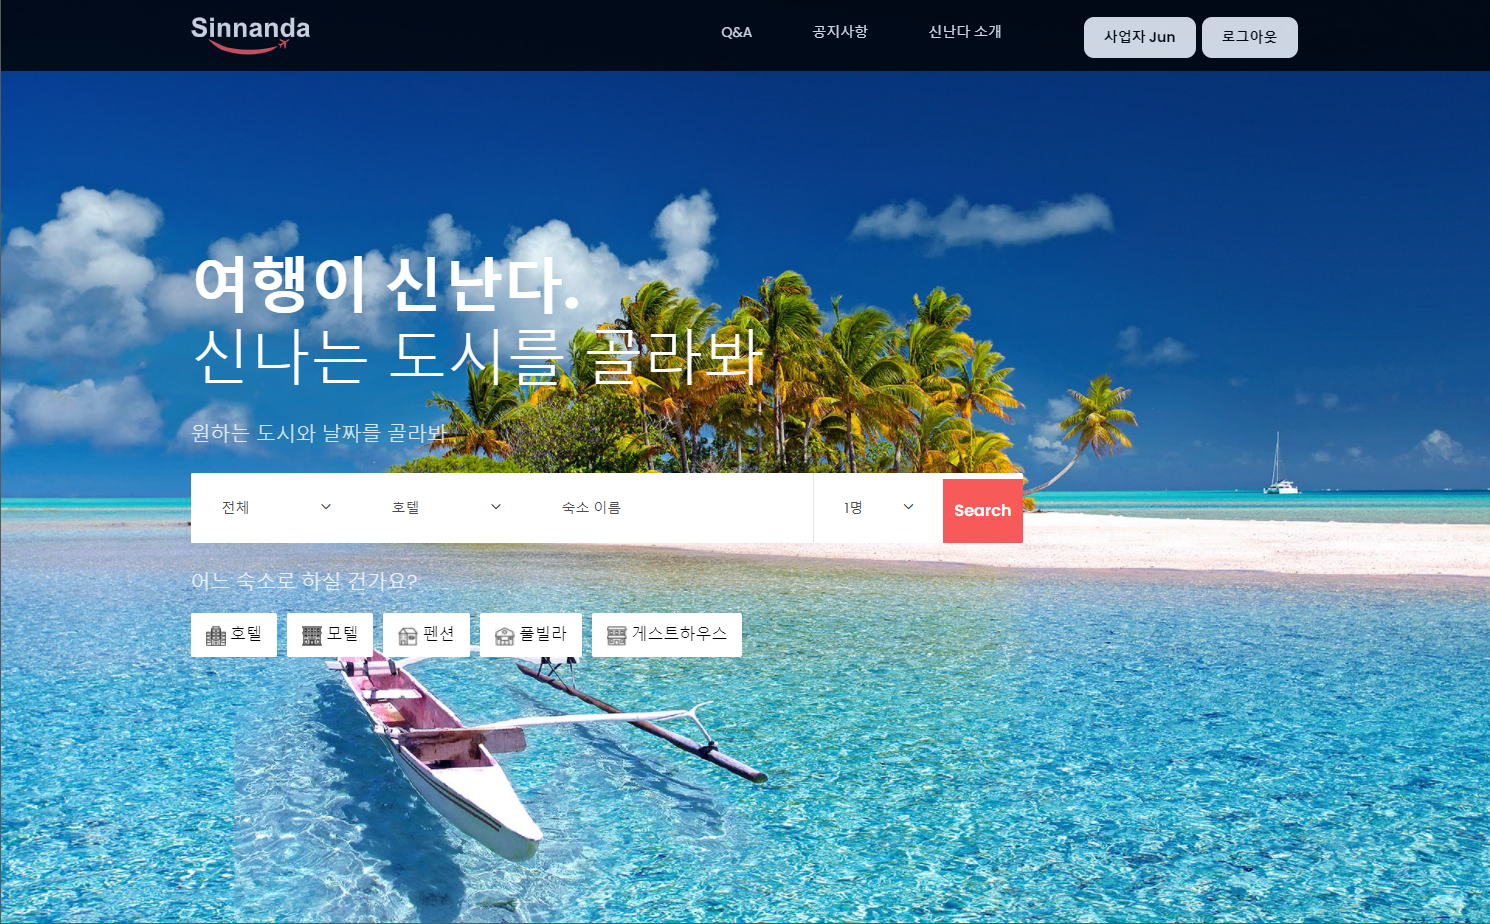 Sinnanda
Q&A 공지사항 신난다 소개 사업자 Jun 로그아웃
여행이 신난다.
신나는 도시를 골라봐
원하는 도시와 날짜를 골라봐
전체 호텔 숙소 이름 1명 Search
어느 숙소로 하실 건가요?
호텔 모텔 펜션 풀빌라 게스트하우스